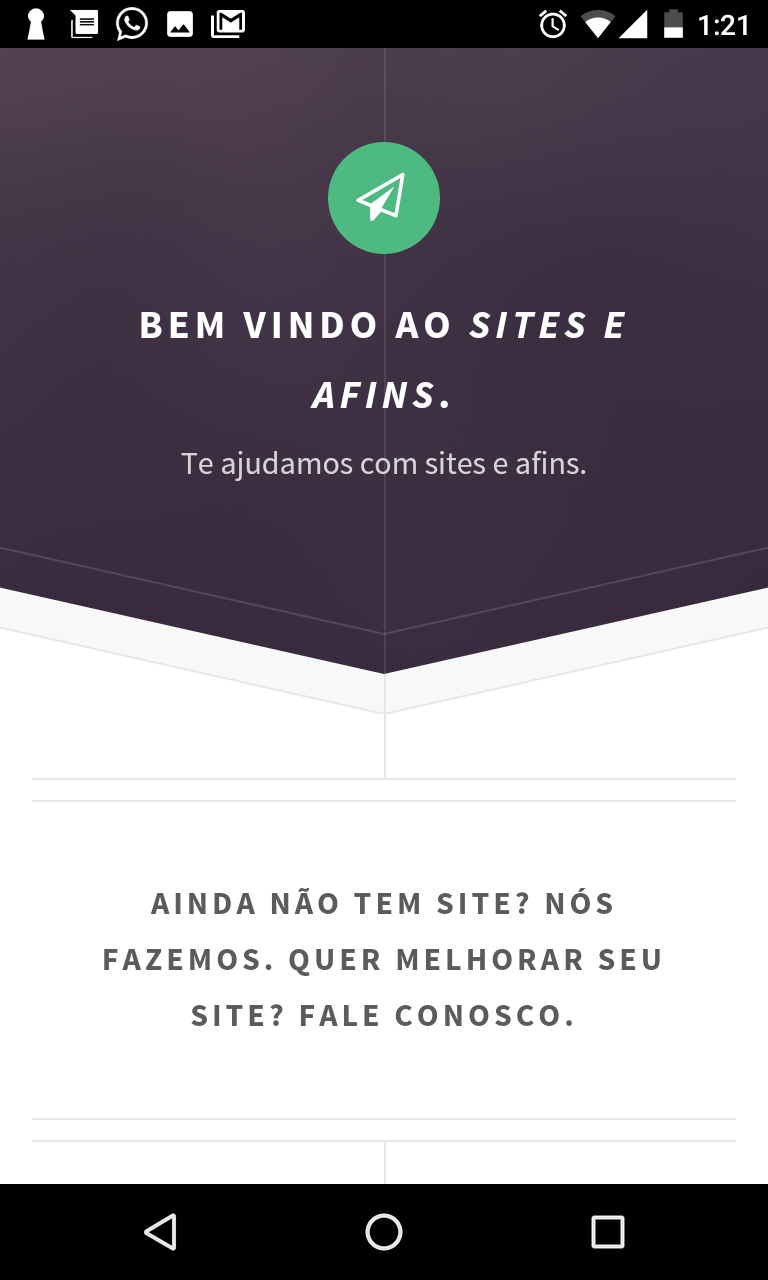 1:21
BEM VINDO AO SITES E
AFINS.
Te ajudamos com sites e afins.
AINDA NÃO TEM SITE? NÓS
FAZEMOS. QUER MELHORAR SEU
SITE? FALE CONOSCO.